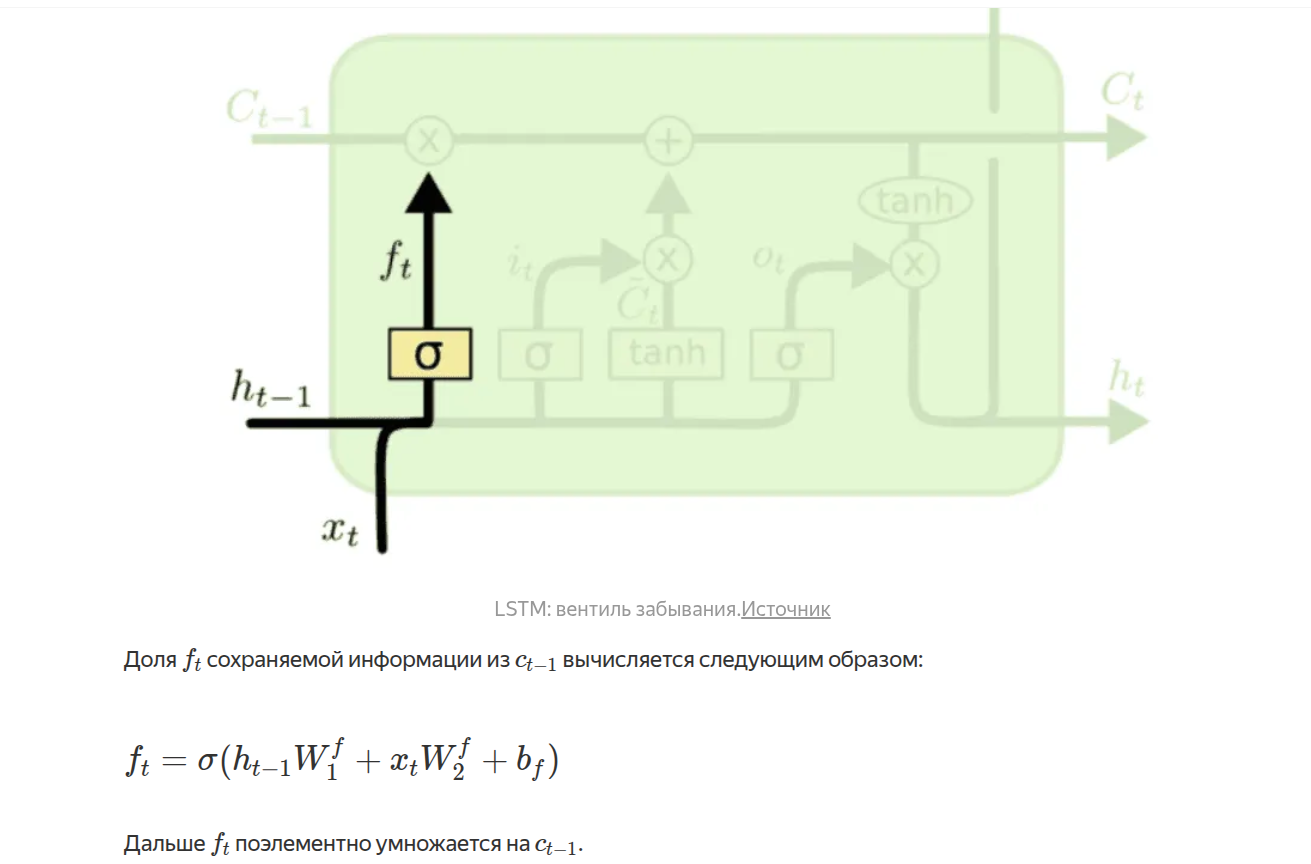 C_{t-1}
C_t
x
+
tanh
f_t
i_t
x
o_t
x
C̃_t
σ
σ
tanh
σ
h_{t-1}
h_t
x_t
LSTM: вентиль забывания.Источник
Доля f_t сохраняемой информации из c_{t-1} вычисляется следующим образом:
f_t = σ(h_{t-1}W_1^f + x_tW_2^f + b_f)
Дальше f_t поэлементно умножается на c_{t-1}.